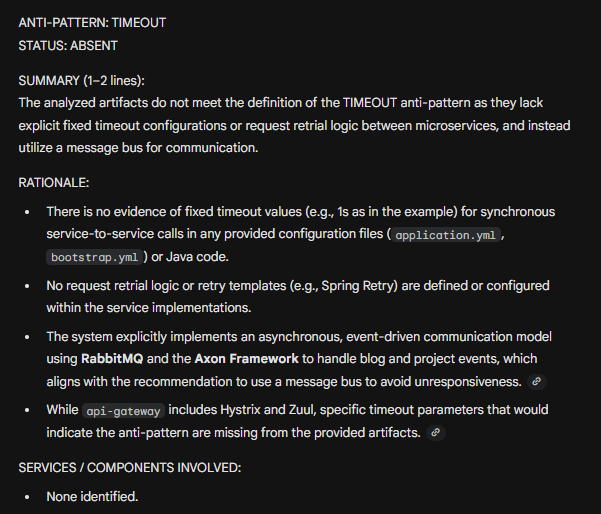 ANTI-PATTERN: TIMEOUT
STATUS: ABSENT
SUMMARY (1–2 lines):
The analyzed artifacts do not meet the definition of the TIMEOUT anti-pattern as they lack
explicit fixed timeout configurations or request retrial logic between microservices, and instead
utilize a message bus for communication.
RATIONALE:
• There is no evidence of fixed timeout values (e.g., 1s as in the example) for synchronous
service-to-service calls in any provided configuration files ( application.yml ,
bootstrap.yml ) or Java code.
• No request retrial logic or retry templates (e.g., Spring Retry) are defined or configured
within the service implementations.
• The system explicitly implements an asynchronous, event-driven communication model
using RabbitMQ and the Axon Framework to handle blog and project events, which
aligns with the recommendation to use a message bus to avoid unresponsiveness.
• While api-gateway includes Hystrix and Zuul, specific timeout parameters that would
indicate the anti-pattern are missing from the provided artifacts.
SERVICES / COMPONENTS INVOLVED:
• None identified.